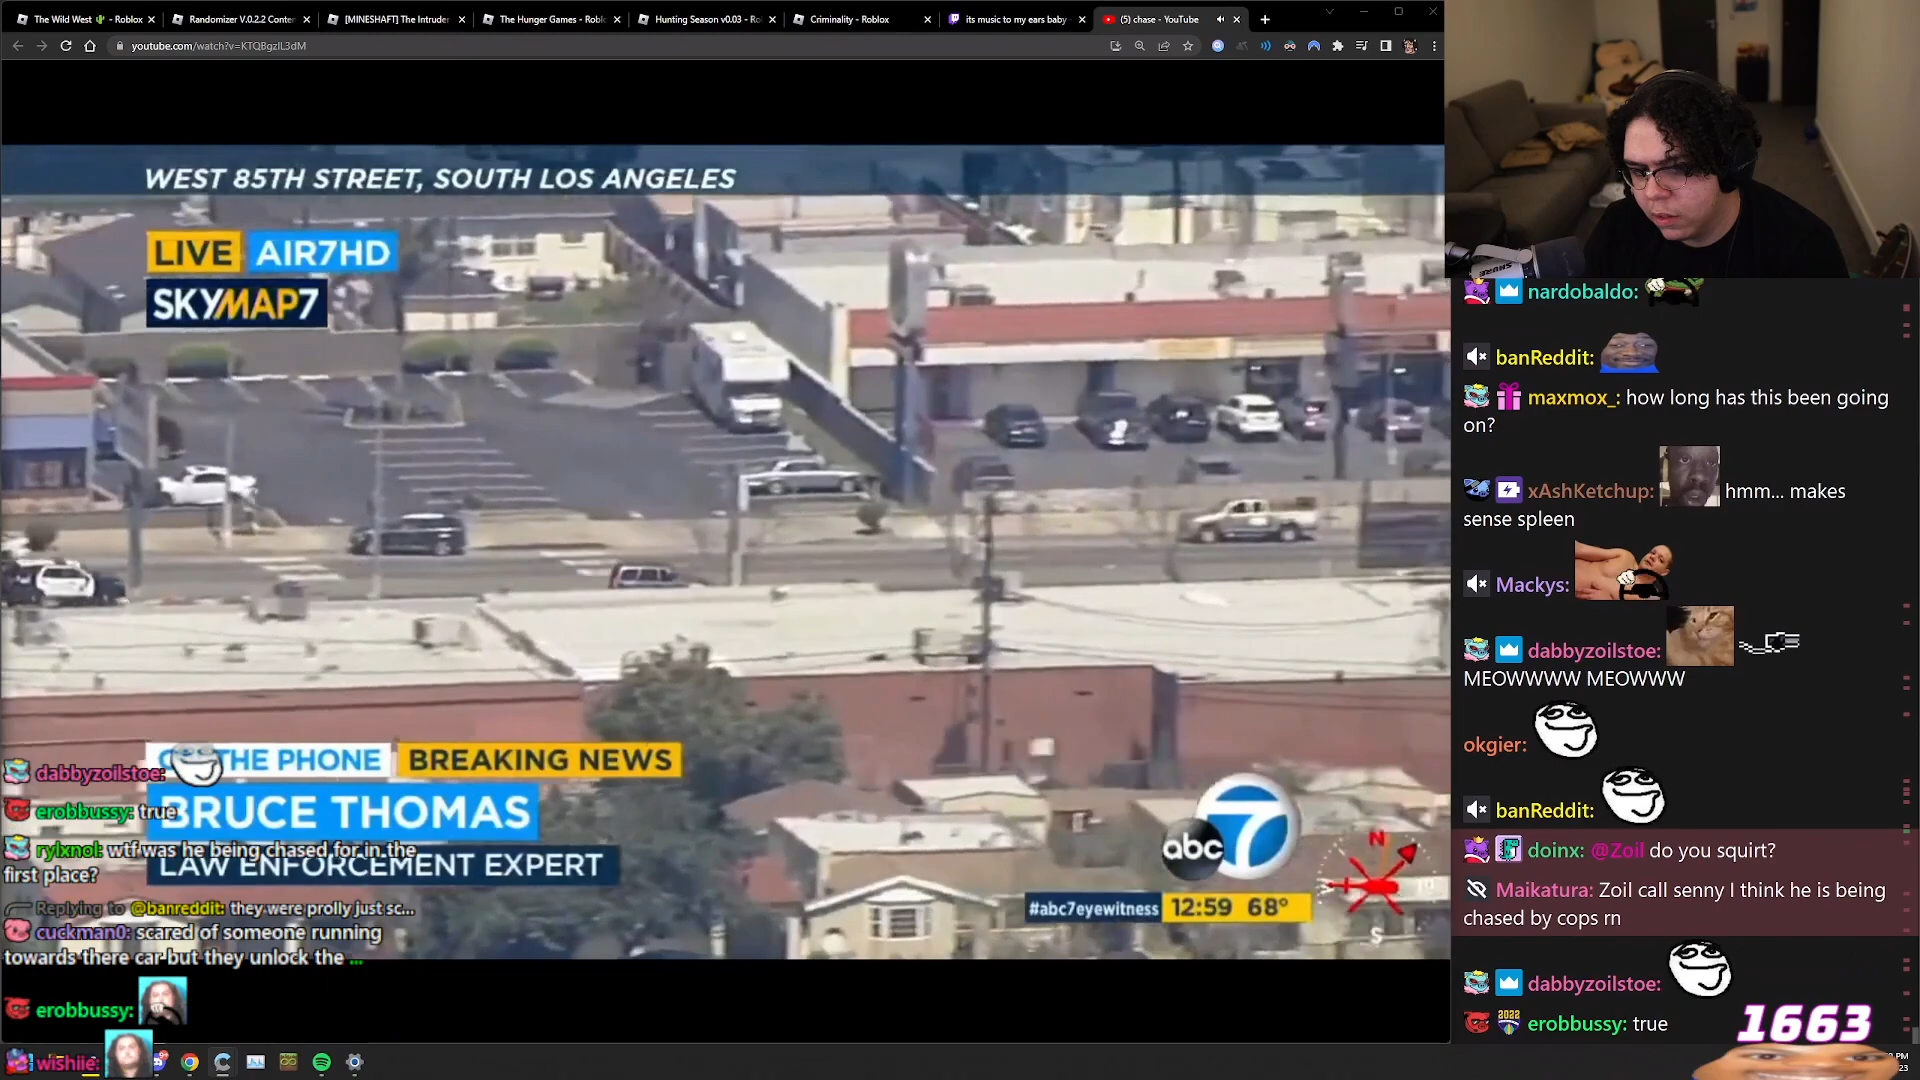 The Wild West 🌵 - Roblox
Randomizer V.0.2.2 Conten
[MINESHAFT] The Intruder
The Hunger Games - Roblo
Hunting Season v0.03 - Ro
Criminality - Roblox
its music to my ears baby -
(5) chase - YouTube
youtube.com/watch?v=KTQBgzIL3dM
WEST 85TH STREET, SOUTH LOS ANGELES
LIVE AIR7HD
SKYMAP7
THE PHONE BREAKING NEWS
BRUCE THOMAS
LAW ENFORCEMENT EXPERT
abc 7
#abc7eyewitness 12:59 68°
N
S
dabbyzoilstoe:
erobbussy: true
rylxnol: wtf was he being chased for in the
first place?
Replying to @banreddit: they were prolly just sc...
cuckman0: scared of someone running
towards there car but they unlock the ...
erobbussy:
wishiie:
SHURE
nardobaldo:
banReddit:
maxmox_: how long has this been going
on?
xAshKetchup: hmm... makes
sense spleen
Mackys:
dabbyzoilstoe:
MEOWWWW MEOWWW
okgier:
banReddit:
doinx: @Zoil do you squirt?
Maikatura: Zoil call senny I think he is being
chased by cops rn
dabbyzoilstoe:
2022
erobbussy: true
1663